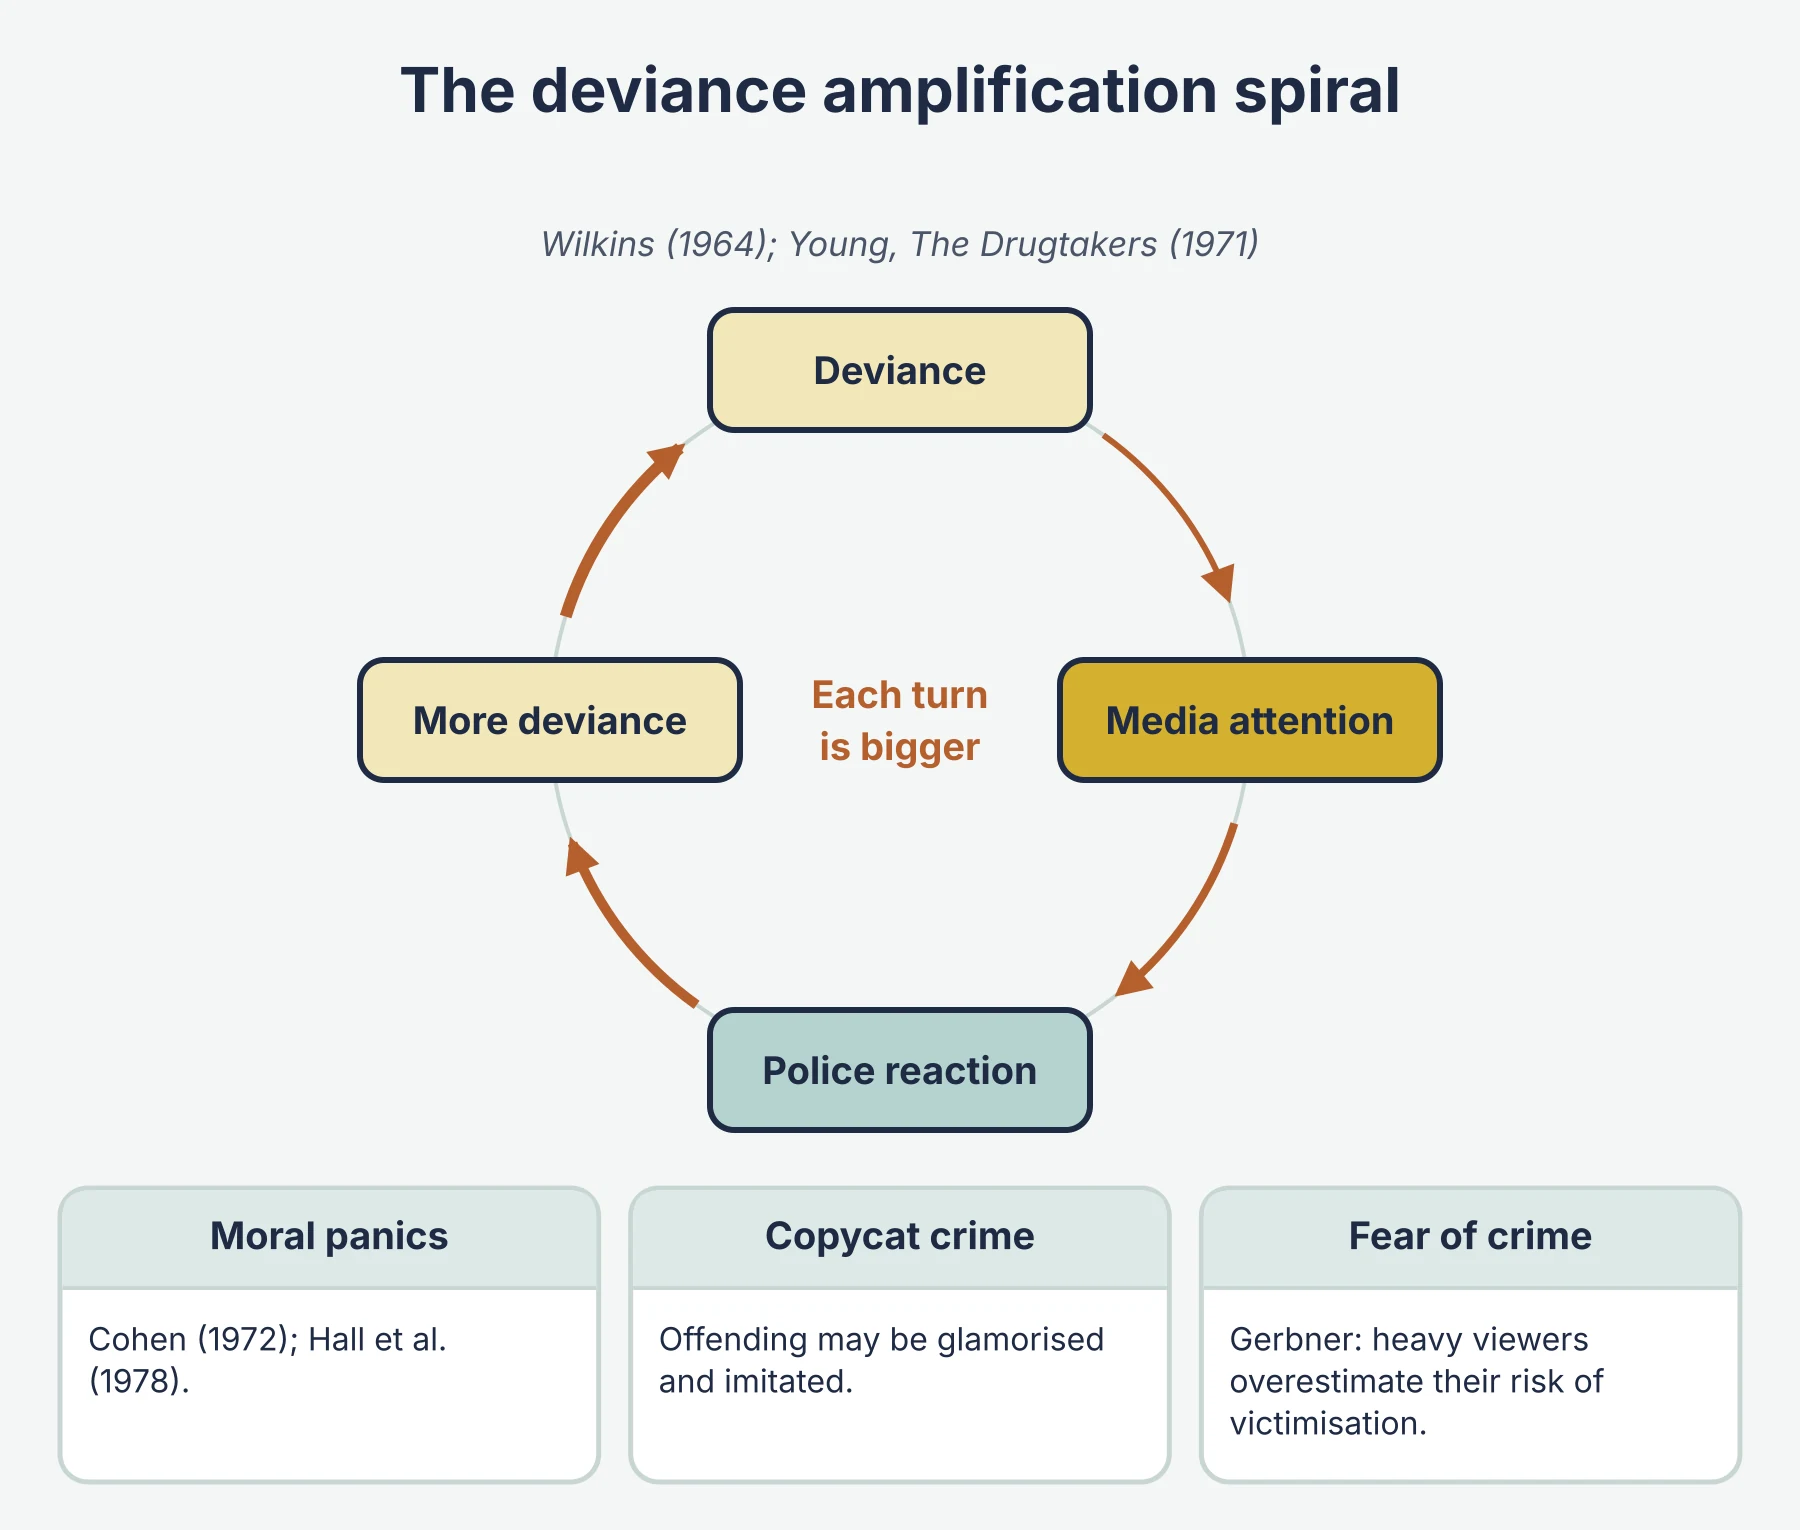 The deviance amplification spiral
Wilkins (1964); Young, The Drugtakers (1971)
Deviance
More deviance
Each turn
is bigger
Media attention
Police reaction
Moral panics
Cohen (1972); Hall et al.
(1978).
Copycat crime
Offending may be glamorised
and imitated.
Fear of crime
Gerbner: heavy viewers
overestimate their risk of
victimisation.